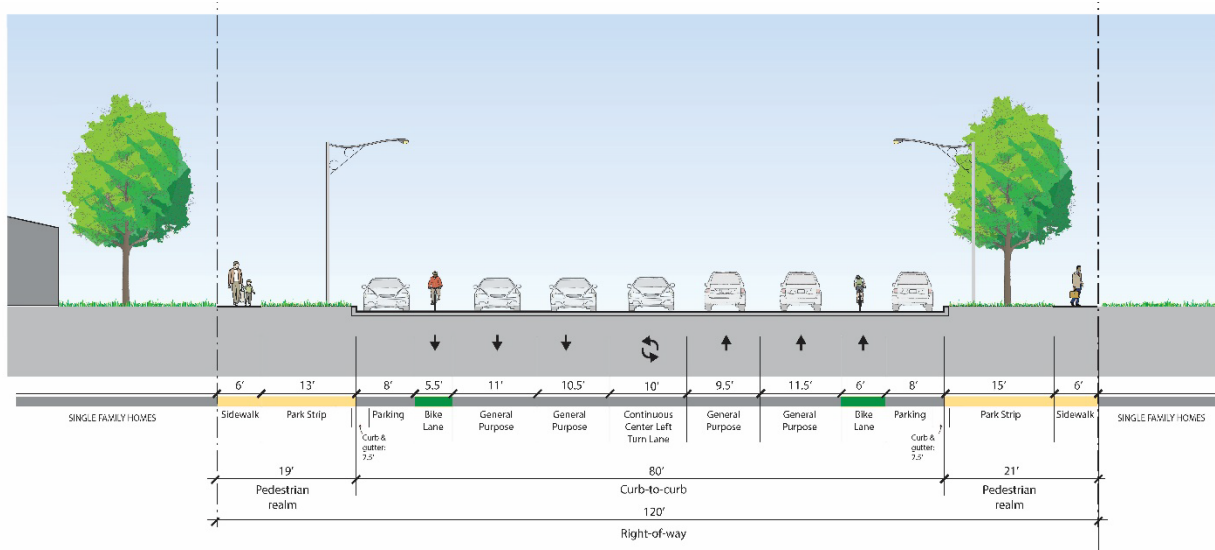 6’ 13’ 8’ 5.5’ 11’ 10.5’ 10’ 9.5’ 11.5’ 6’ 8’ 15’ 6’
SINGLE FAMILY HOMES
Sidewalk
Park Strip
Parking
Bike
Lane
General
Purpose
General
Purpose
Continuous
Center Left
Turn Lane
General
Purpose
General
Purpose
Bike
Lane
Parking
Park Strip
Sidewalk
SINGLE FAMILY HOMES
Curb &
gutter:
2.5’
Curb &
gutter:
2.5’
19’
Pedestrian
realm
80’
Curb-to-curb
21’
Pedestrian
realm
120’
Right-of-way